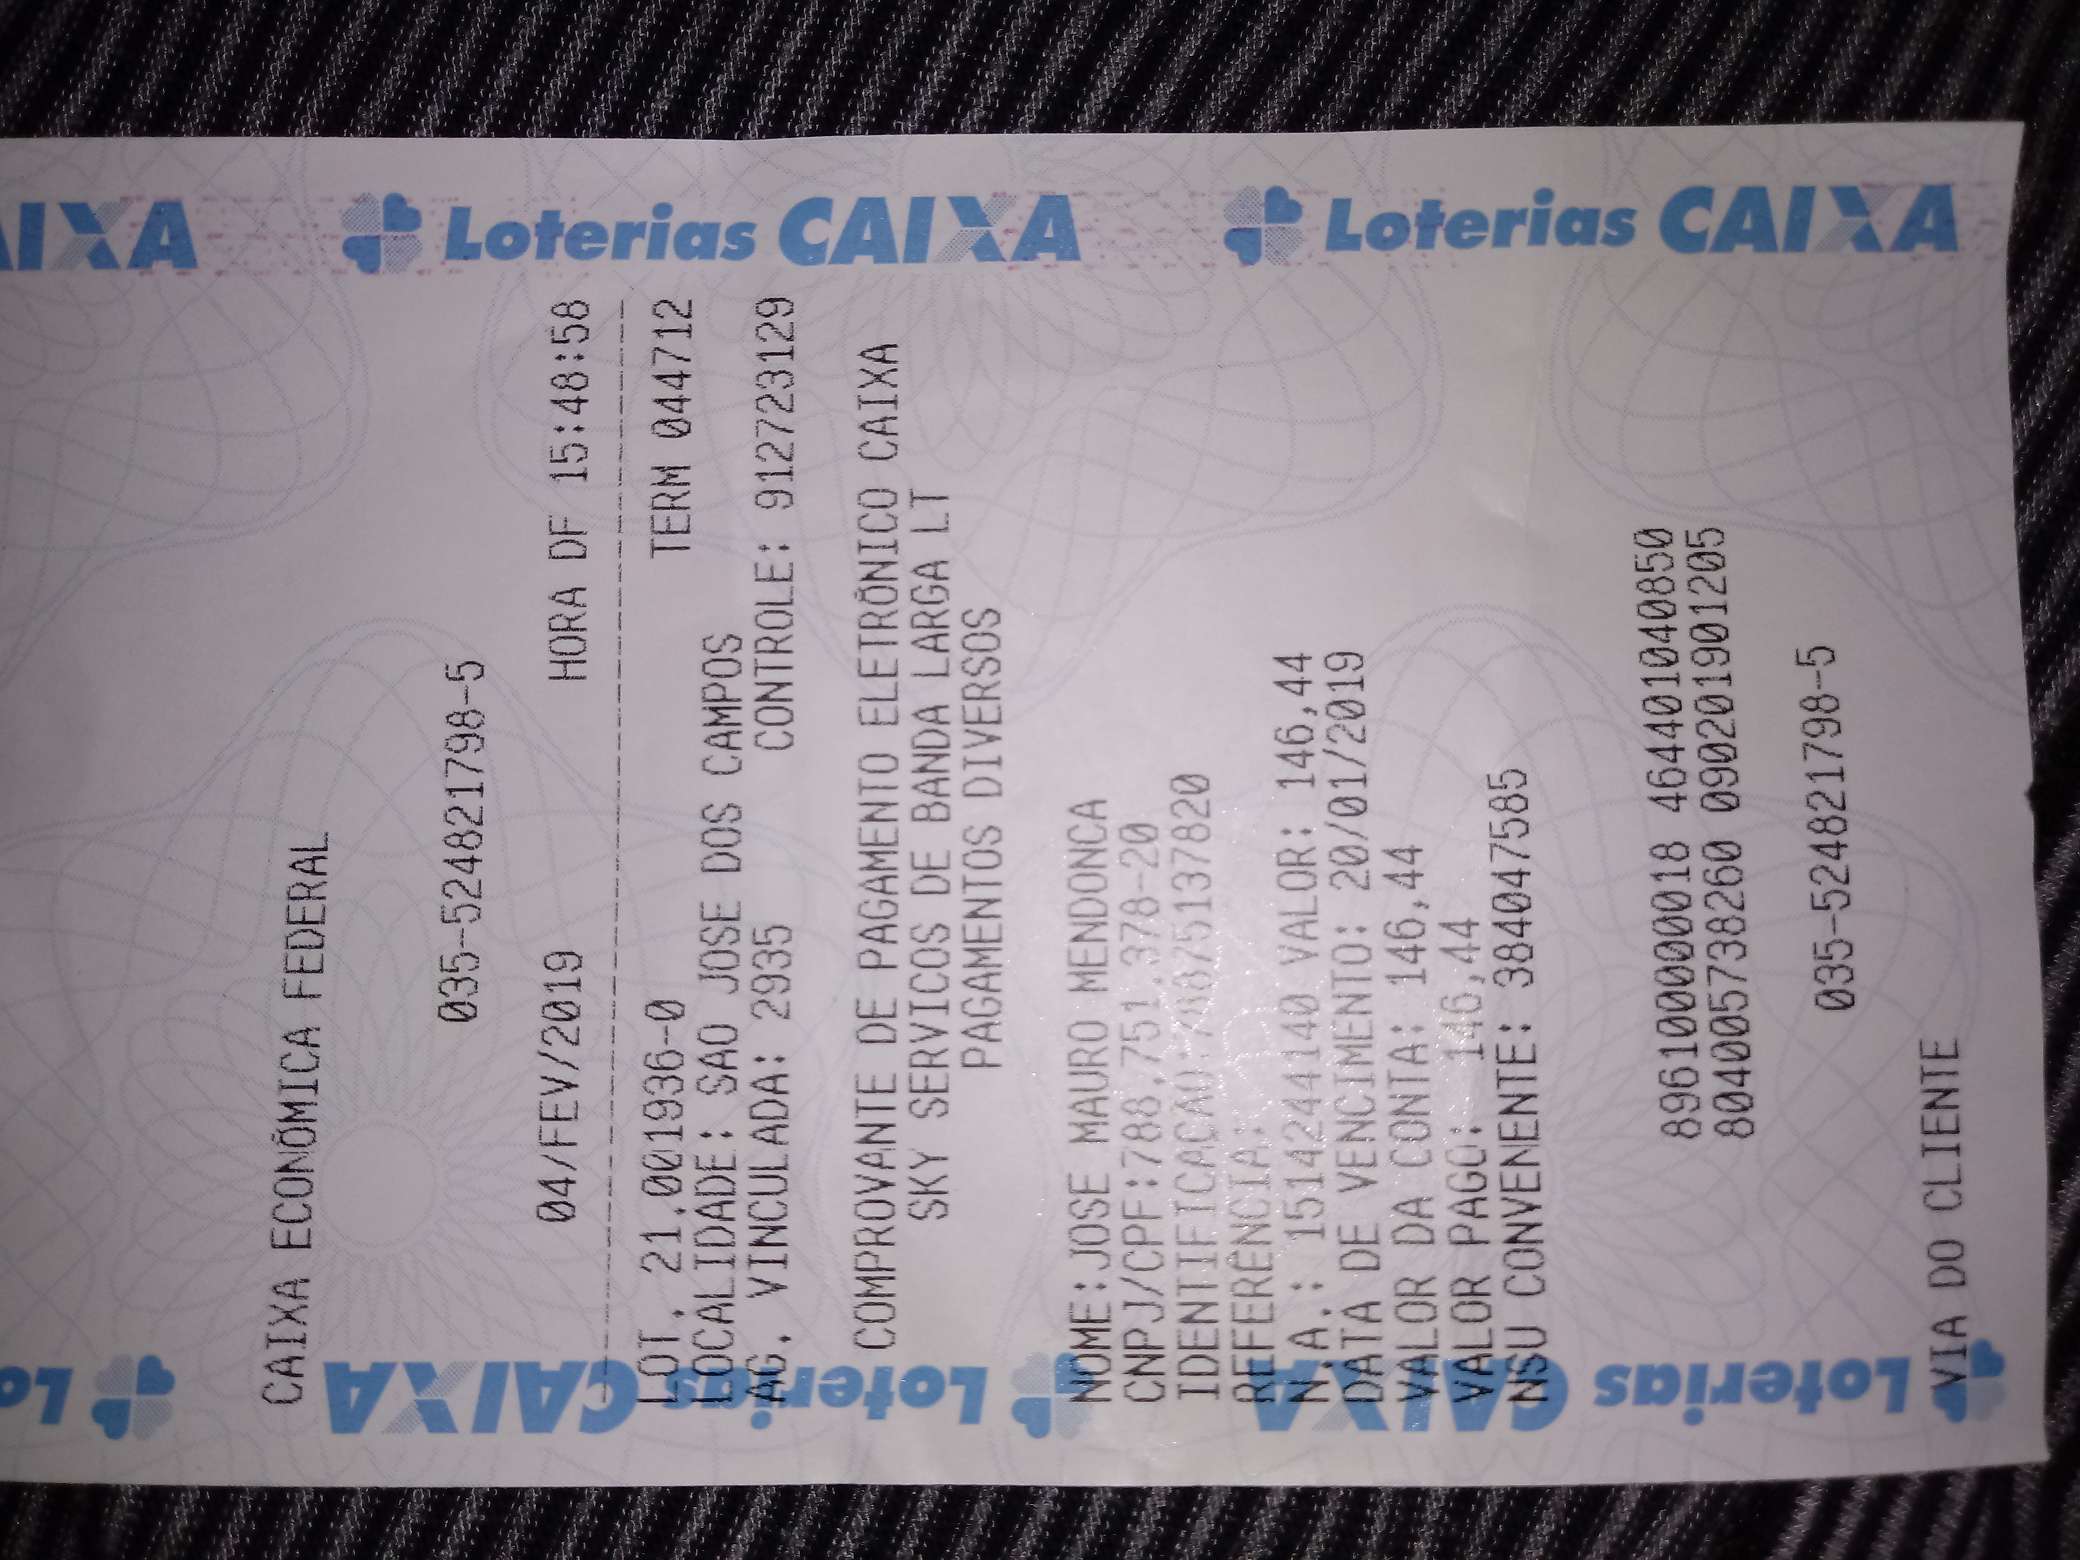 CAIXA ECONÔMICA FEDERAL
035-524821798-5
04/FEV/2019 HORA DF 15:48:58
LOT. 21.001936-0 TERM 044712
LOCALIDADE: SAO JOSE DOS CAMPOS
AG. VINCULADA: 2935 CONTROLE: 912723129
COMPROVANTE DE PAGAMENTO ELETRÔNICO CAIXA
SKY SERVICOS DE BANDA LARGA LT
PAGAMENTOS DIVERSOS
NOME:JOSE MAURO MENDONCA
CNPJ/CPF:788.751.378-20
IDENTIFICAÇÃO:78875137820
REFERÊNCIA:
N.A.: 1514244140 VALOR: 146,44
DATA DE VENCIMENTO: 20/01/2019
VALOR DA CONTA: 146,44
VALOR PAGO: 146,44
NSU CONVENENTE: 384047585
896100000018 464401040850
804005738260 090201901205
035-524821798-5
VIA DO CLIENTE
Lo
CAIXA
Loterias CAIXA
Loterias CAIXA
AIXA
Loterias CAIXA
Loterias CAIXA